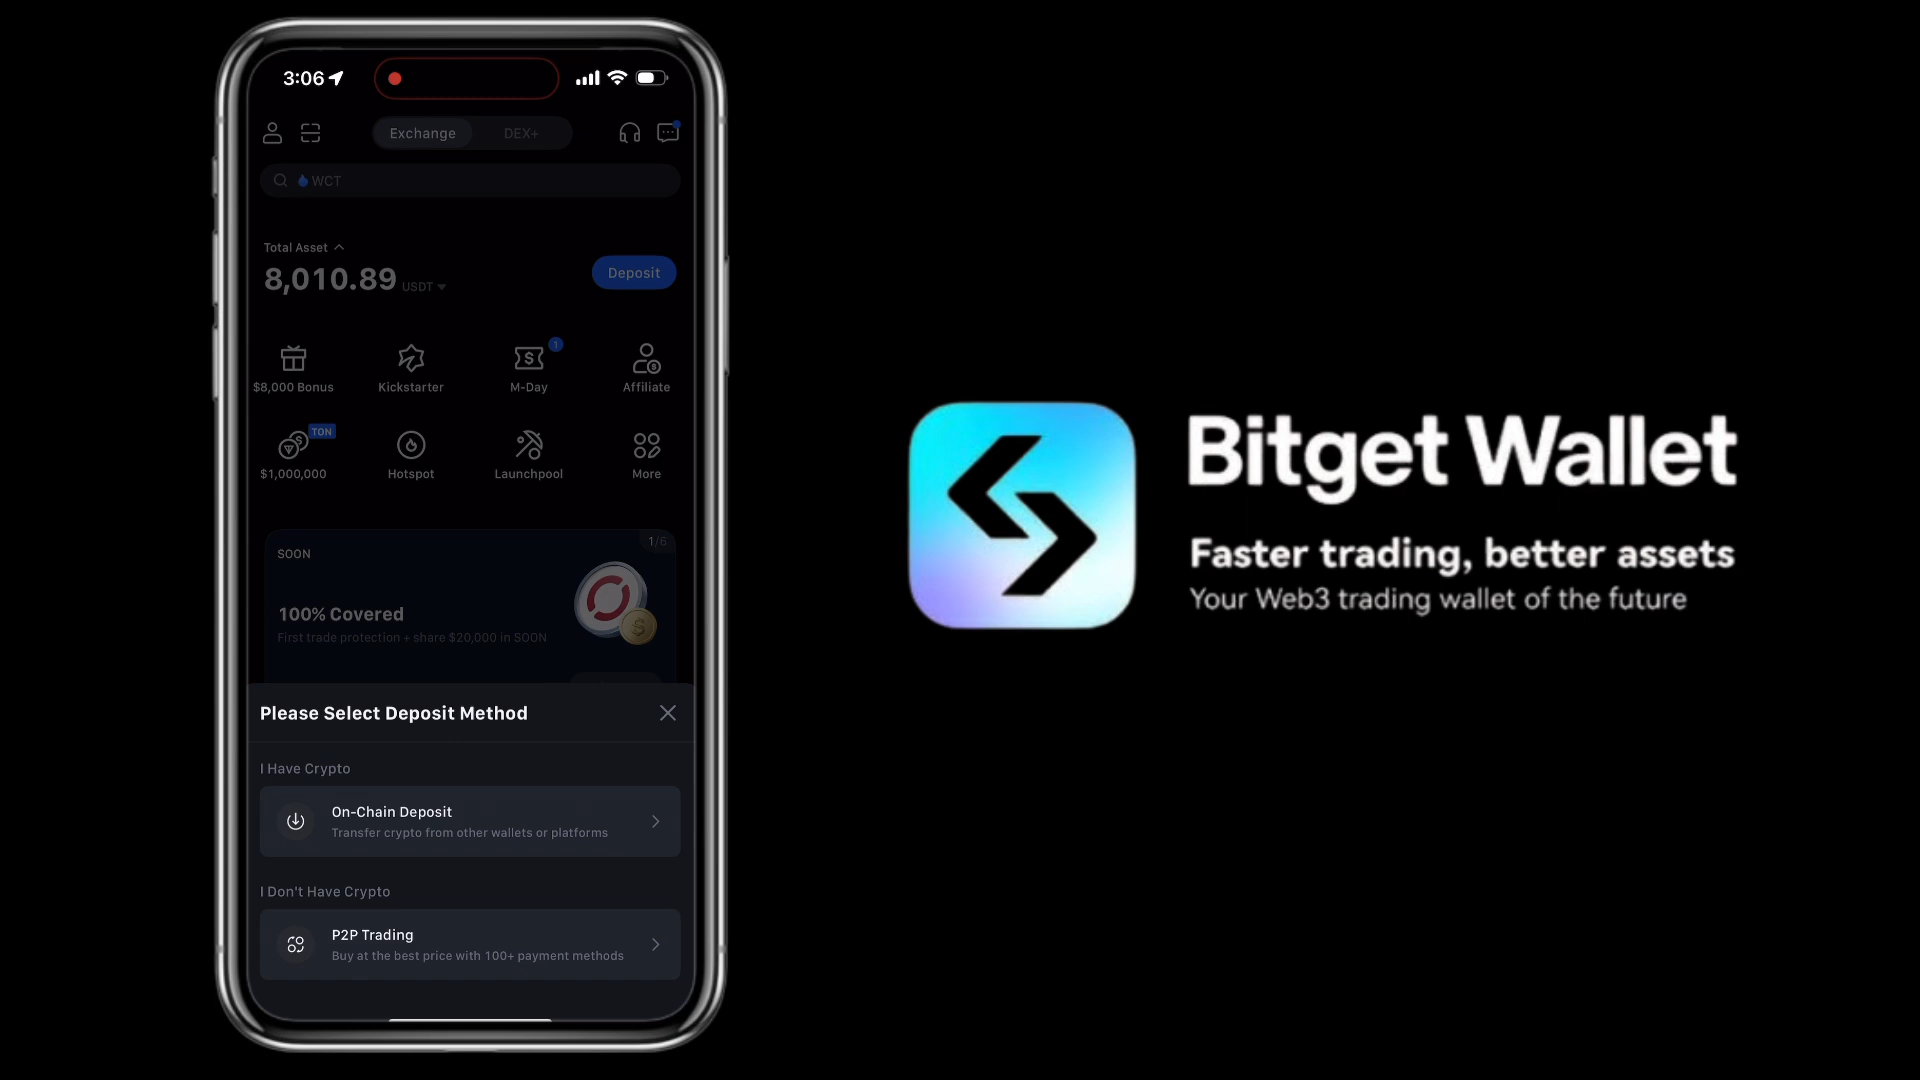 3:06
Exchange
DEX+
WCT
Total Asset
8,010.89 USDT
Deposit
1
$8,000 Bonus
Kickstarter
M-Day
Affiliate
TON
$1,000,000
Hotspot
Launchpool
More
SOON
1/6
100% Covered
First trade protection + share $20,000 in SOON
Please Select Deposit Method
I Have Crypto
On-Chain Deposit
Transfer crypto from other wallets or platforms
I Don't Have Crypto
P2P Trading
Buy at the best price with 100+ payment methods
Bitget Wallet
Faster trading, better assets
Your Web3 trading wallet of the future